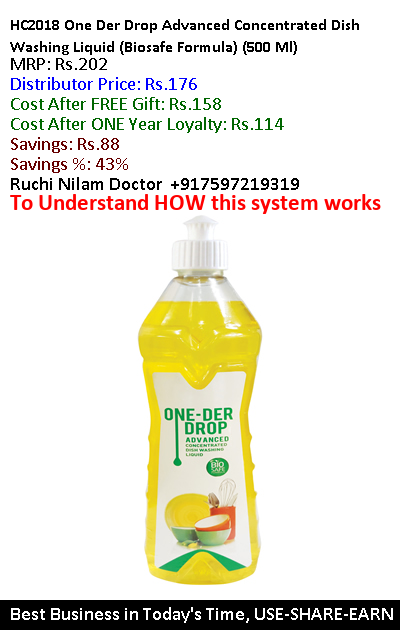 HC2018 One Der Drop Advanced Concentrated Dish
Washing Liquid (Biosafe Formula) (500 Ml)
MRP: Rs.202
Distributor Price: Rs.176
Cost After FREE Gift: Rs.158
Cost After ONE Year Loyalty: Rs.114
Savings: Rs.88
Savings %: 43%
Ruchi Nilam Doctor +917597219319
To Understand HOW this system works
ONE-DER
DROP
ADVANCED
CONCENTRATED
DISH WASHING
LIQUID
BIO
SAFE
Best Business in Today's Time, USE-SHARE-EARN